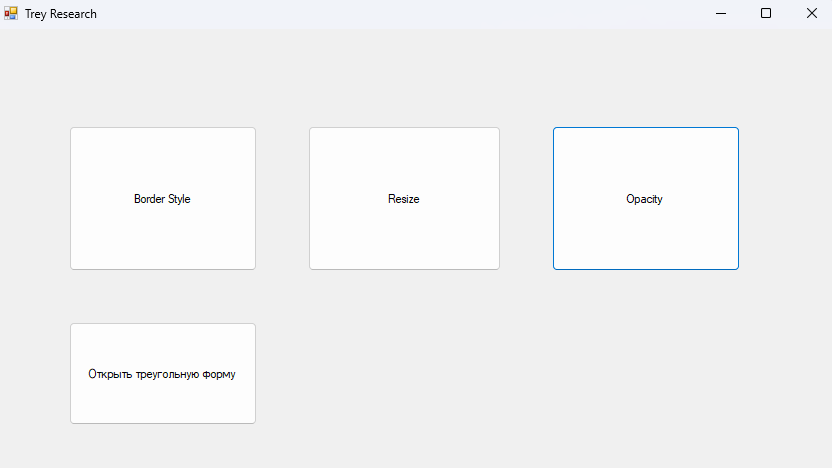 Trey Research
Border Style
Resize
Opacity
Открыть треугольную форму